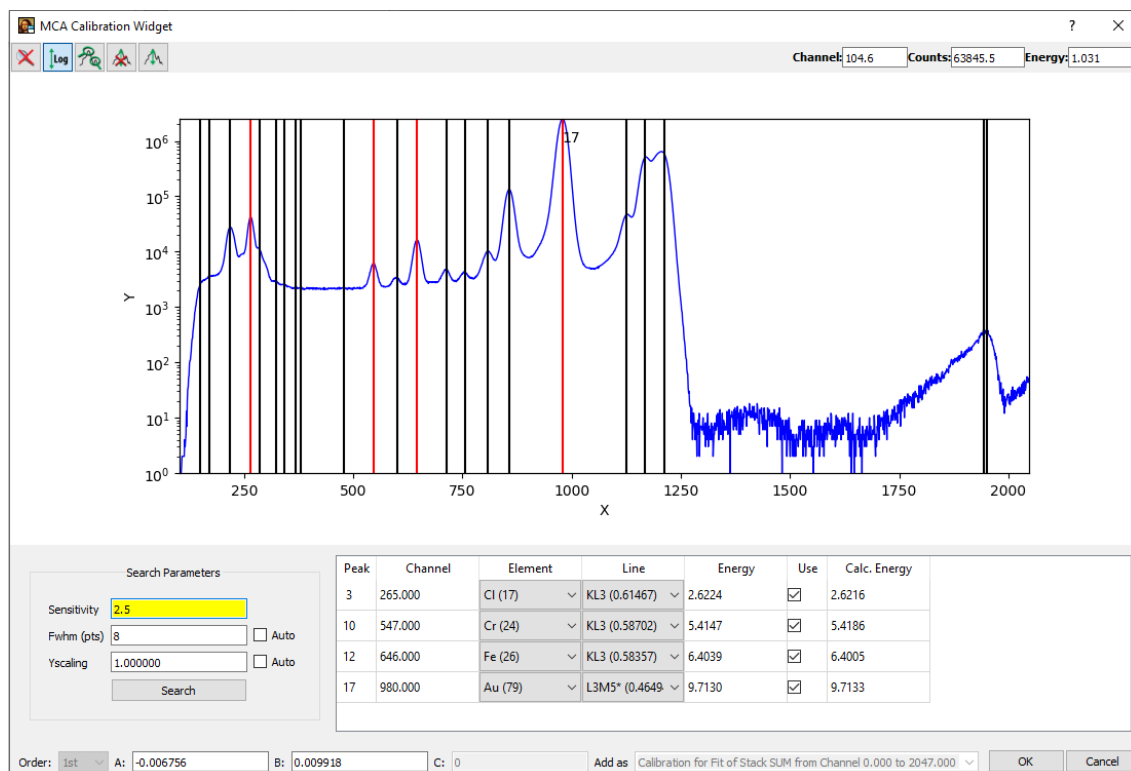 MCA Calibration Widget ?
Log Channel: 104.6 Counts: 63845.5 Energy: 1.031
17
10⁶
10⁵
10⁴
10³
10²
10¹
10⁰
Y
250 500 750 1000 1250 1500 1750 2000
X
Search Parameters
Sensitivity 2.5
Fwhm (pts) 8 Auto
Yscaling 1.000000 Auto
Search
Peak Channel Element Line Energy Use Calc. Energy
3 265.000 Cl (17) KL3 (0.61467) 2.6224 2.6216
10 547.000 Cr (24) KL3 (0.58702) 5.4147 5.4186
12 646.000 Fe (26) KL3 (0.58357) 6.4039 6.4005
17 980.000 Au (79) L3M5* (0.4649 9.7130 9.7133
Order: 1st A: -0.006756 B: 0.009918 C: 0 Add as Calibration for Fit of Stack SUM from Channel 0.000 to 2047.000 OK Cancel